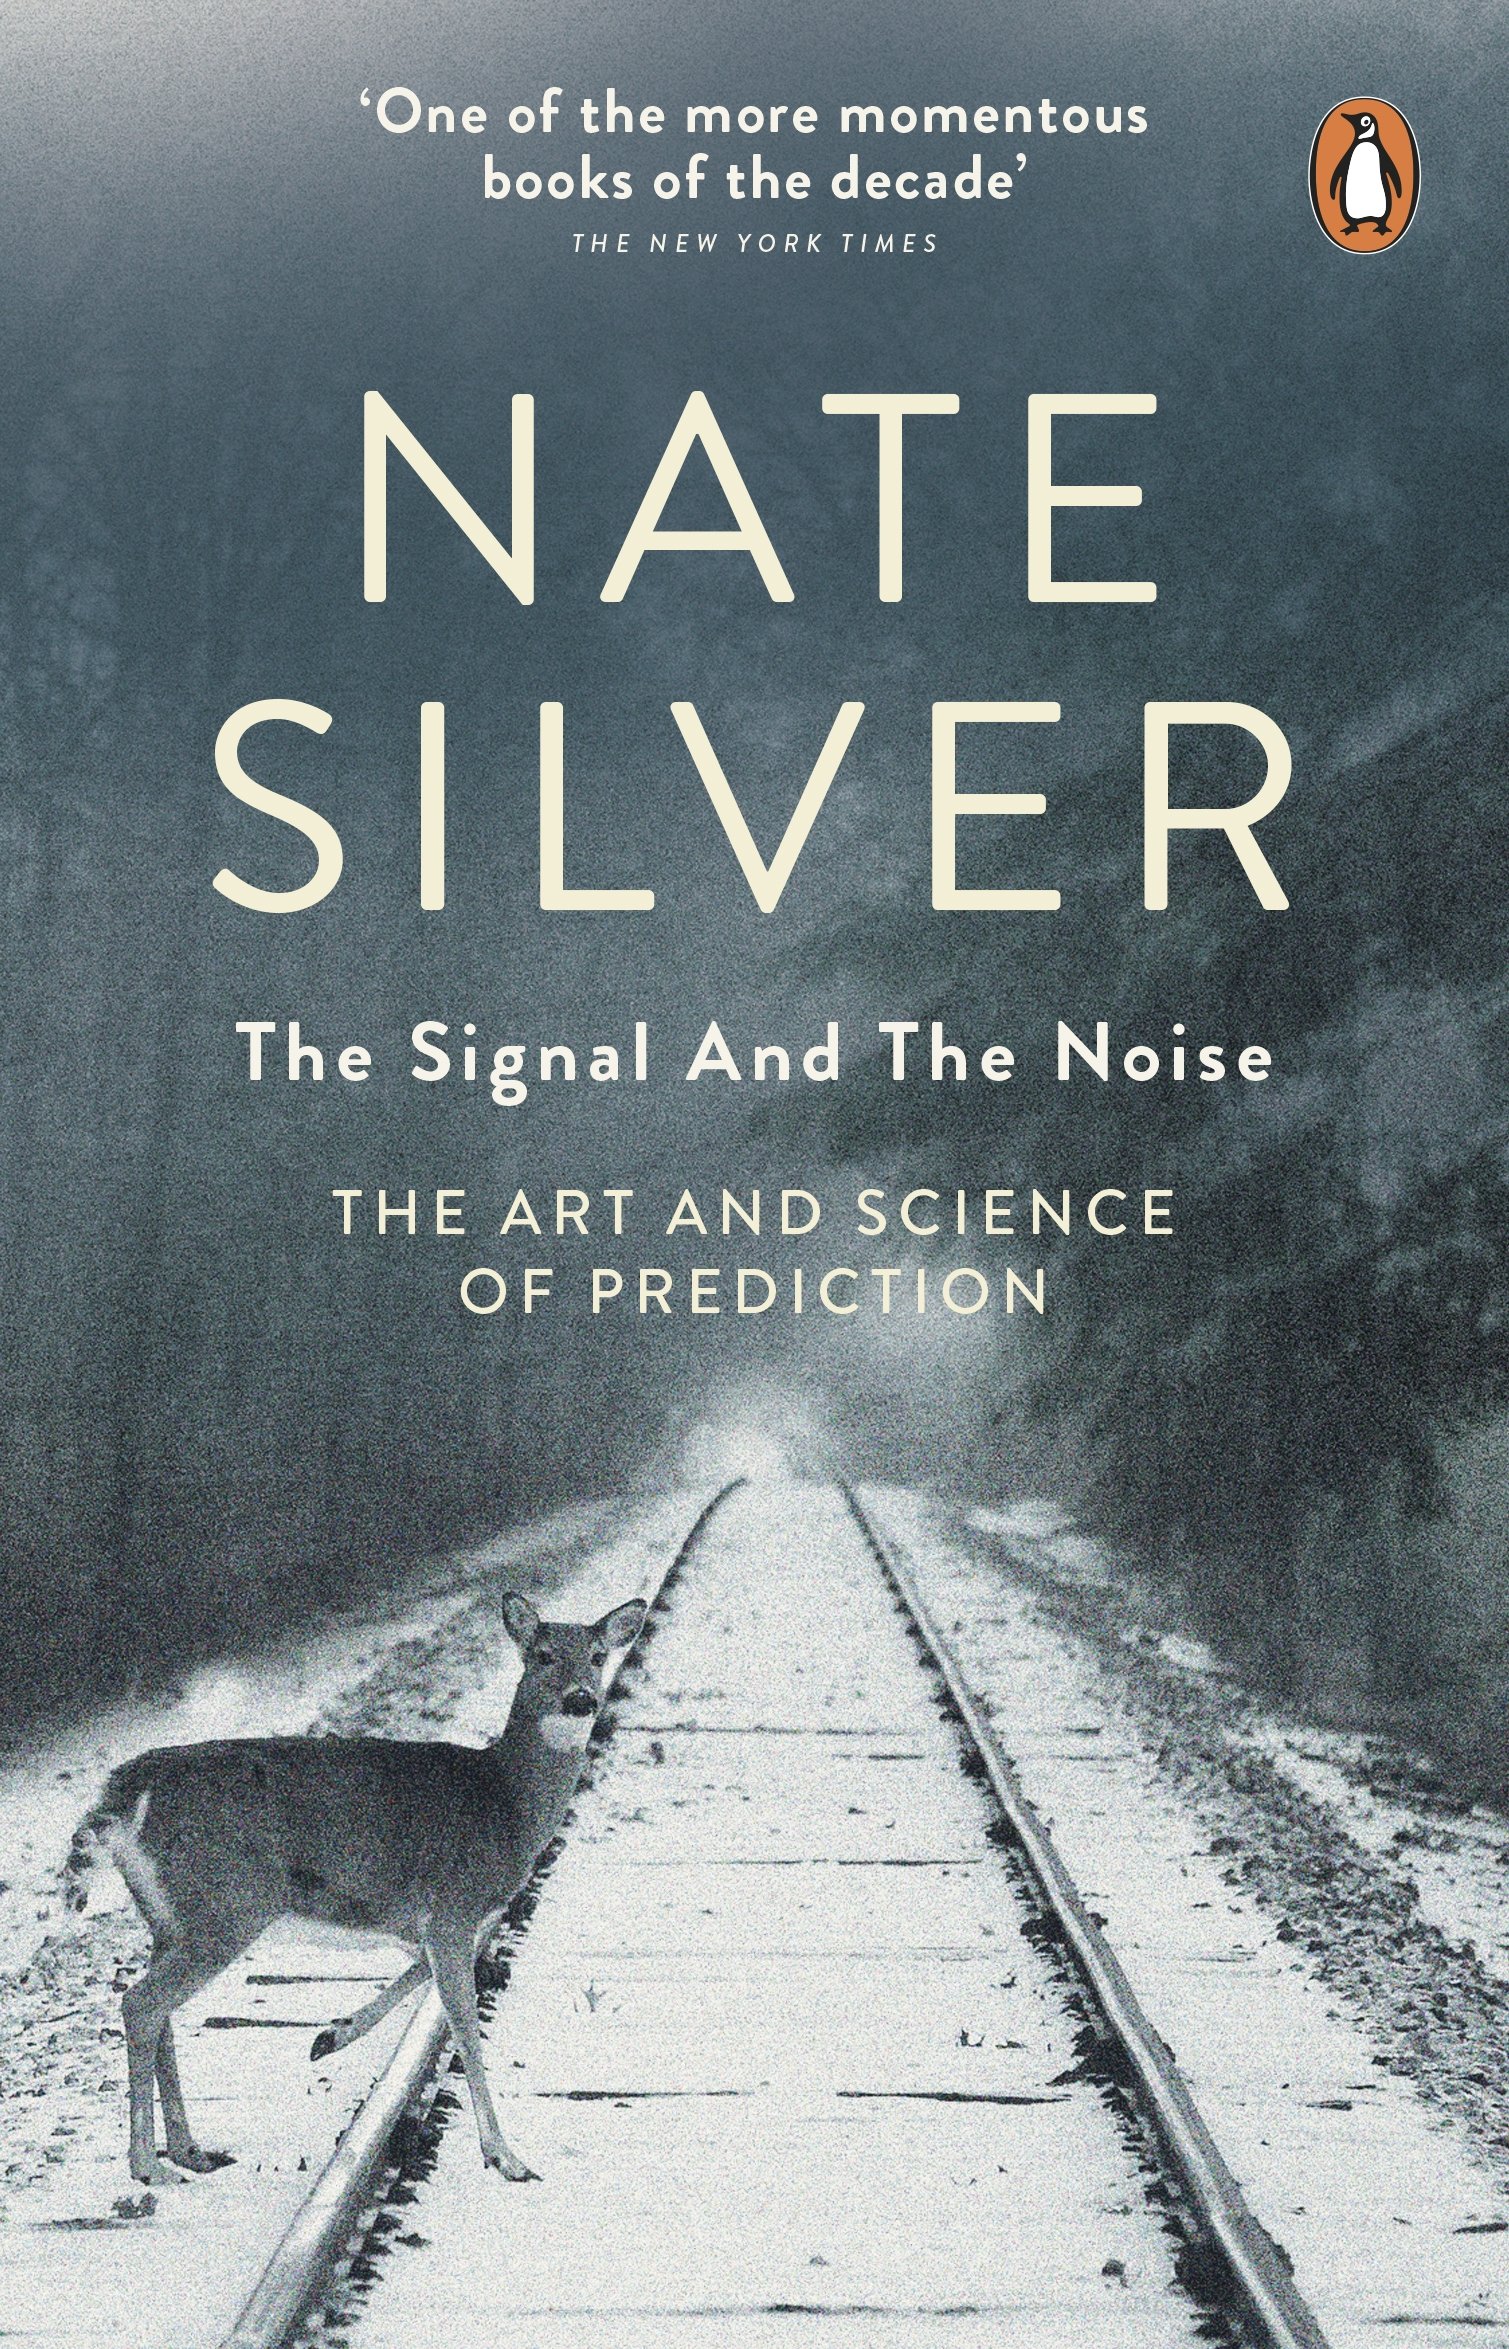 ‘One of the more momentous
books of the decade’
THE NEW YORK TIMES
NATE
SILVER
The Signal And The Noise
THE ART AND SCIENCE
OF PREDICTION